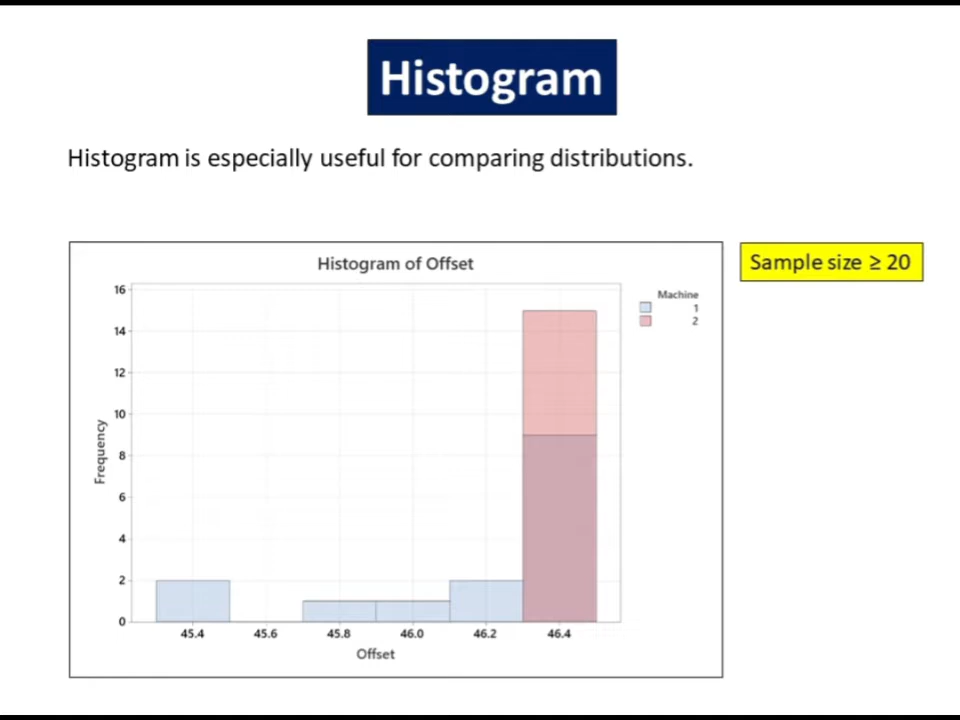 Histogram
Histogram is especially useful for comparing distributions.
Histogram of Offset
Sample size ≥ 20
Machine
1
2
16
14
12
10
8
6
4
2
0
Frequency
45.4 45.6 45.8 46.0 46.2 46.4
Offset